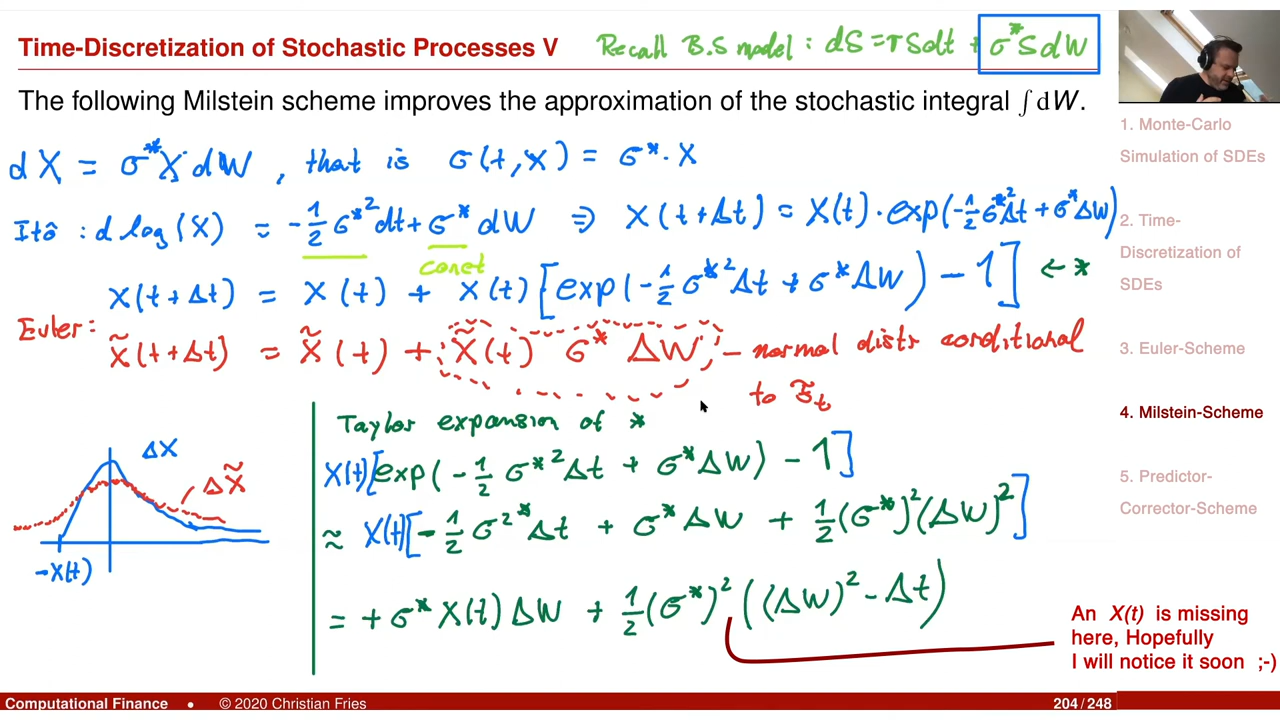 Time-Discretization of Stochastic Processes V
Recall B.S model: dS = rSdt + σ*SdW
The following Milstein scheme improves the approximation of the stochastic integral ∫ dW.
dX = σ*X dW, that is σ(t,X) = σ*·X
Itô: d log(X) = -1/2 σ*² dt + σ* dW ⇒ X(t+Δt) = X(t)·exp(-1/2 σ*²Δt + σ*ΔW)
const
X(t+Δt) = X(t) + X(t)[exp(-1/2 σ*²Δt + σ*ΔW) - 1] ← *
Euler:
X̃(t+Δt) = X̃(t) + X̃(t) σ* ΔW - normal distr conditional
to F_t
Taylor expansion of *
X(t)[exp(-1/2 σ*²Δt + σ*ΔW) - 1]
≈ X(t)[-1/2 σ²*Δt + σ*ΔW + 1/2(σ*)²(ΔW)²]
= +σ*X(t)ΔW + 1/2(σ*)²((ΔW)² - Δt)
ΔX
ΔX̃
-X(t)
An X(t) is missing
here, Hopefully
I will notice it soon ;-)
1. Monte-Carlo
Simulation of SDEs
2. Time-
Discretization of
SDEs
3. Euler-Scheme
4. Milstein-Scheme
5. Predictor-
Corrector-Scheme
Computational Finance • © 2020 Christian Fries 204/248